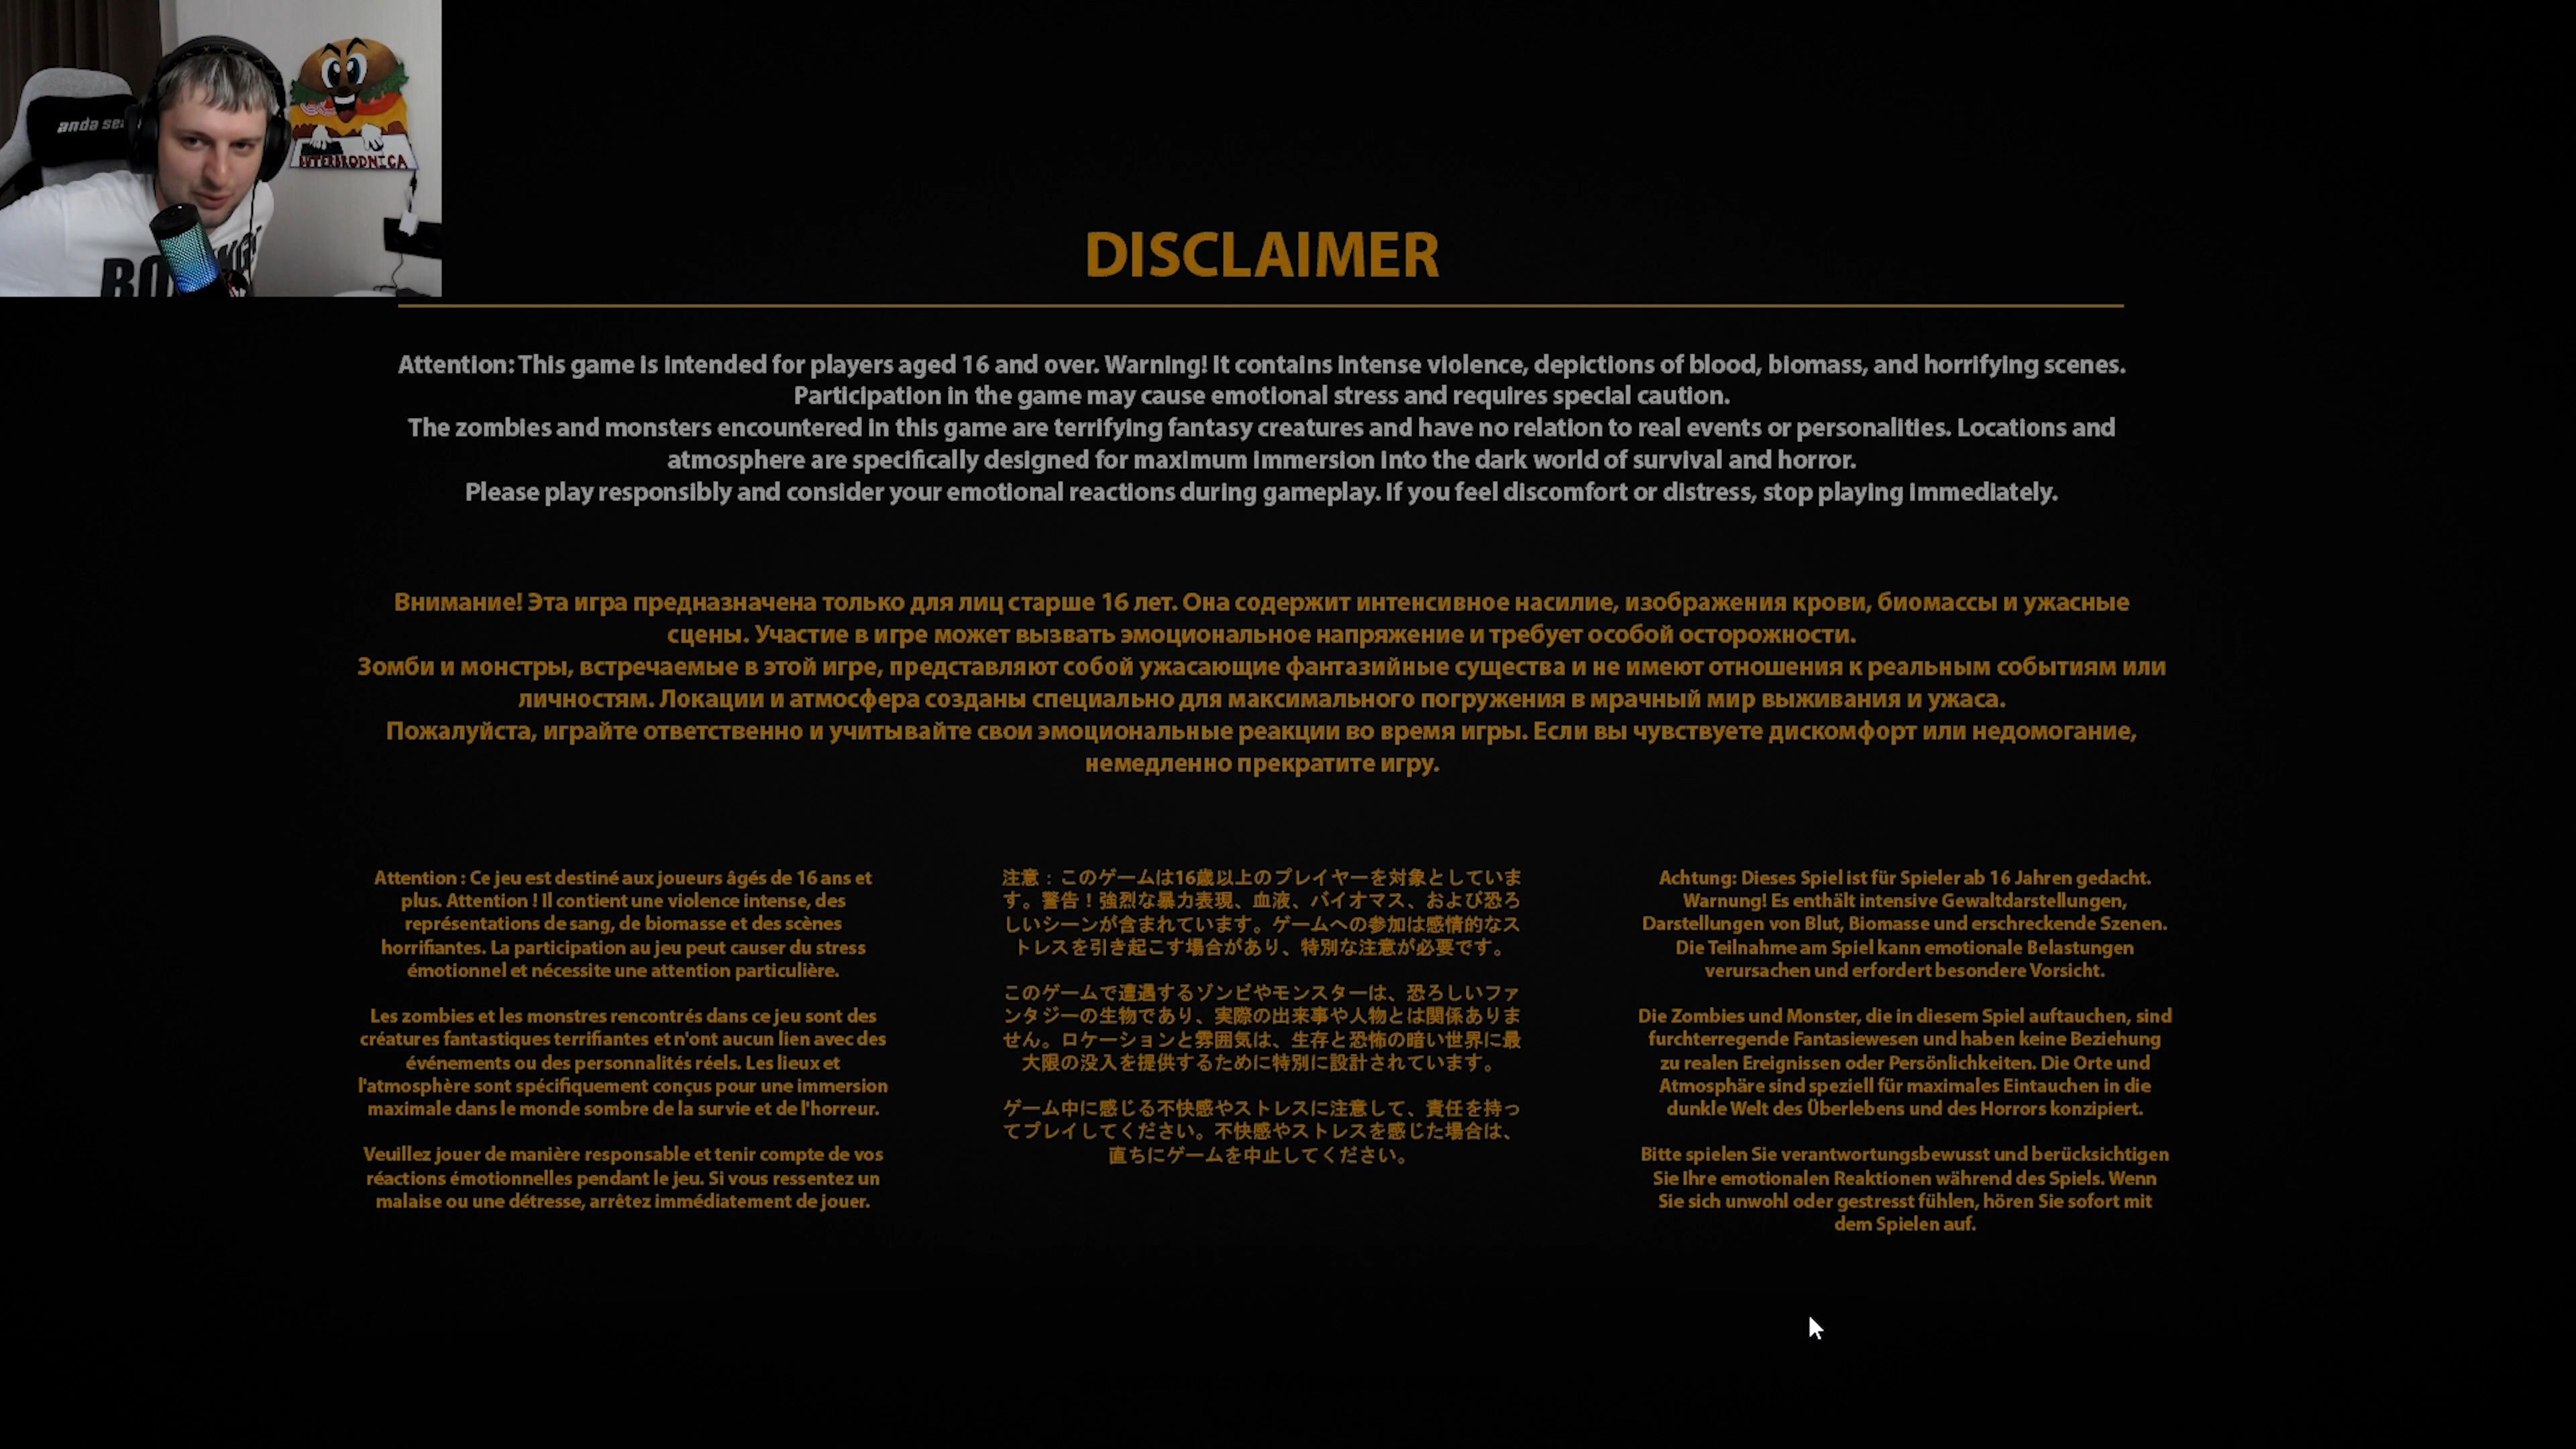 anda se
BUTERBRODNICA
BO
DISCLAIMER
Attention: This game is intended for players aged 16 and over. Warning! It contains intense violence, depictions of blood, biomass, and horrifying scenes.
Participation in the game may cause emotional stress and requires special caution.
The zombies and monsters encountered in this game are terrifying fantasy creatures and have no relation to real events or personalities. Locations and
atmosphere are specifically designed for maximum immersion into the dark world of survival and horror.
Please play responsibly and consider your emotional reactions during gameplay. If you feel discomfort or distress, stop playing immediately.
Внимание! Эта игра предназначена только для лиц старше 16 лет. Она содержит интенсивное насилие, изображения крови, биомассы и ужасные
сцены. Участие в игре может вызвать эмоциональное напряжение и требует особой осторожности.
Зомби и монстры, встречаемые в этой игре, представляют собой ужасающие фантазийные существа и не имеют отношения к реальным событиям или
личностям. Локации и атмосфера созданы специально для максимального погружения в мрачный мир выживания и ужаса.
Пожалуйста, играйте ответственно и учитывайте свои эмоциональные реакции во время игры. Если вы чувствуете дискомфорт или недомогание,
немедленно прекратите игру.
Attention : Ce jeu est destiné aux joueurs âgés de 16 ans et
plus. Attention ! Il contient une violence intense, des
représentations de sang, de biomasse et des scènes
horrifiantes. La participation au jeu peut causer du stress
émotionnel et nécessite une attention particulière.
Les zombies et les monstres rencontrés dans ce jeu sont des
créatures fantastiques terrifiantes et n'ont aucun lien avec des
événements ou des personnalités réels. Les lieux et
l'atmosphère sont spécifiquement conçus pour une immersion
maximale dans le monde sombre de la survie et de l'horreur.
Veuillez jouer de manière responsable et tenir compte de vos
réactions émotionnelles pendant le jeu. Si vous ressentez un
malaise ou une détresse, arrêtez immédiatement de jouer.
注意：このゲームは16歳以上のプレイヤーを対象としていま
す。警告！強烈な暴力表現、血液、バイオマス、および恐ろ
しいシーンが含まれています。ゲームへの参加は感情的なス
トレスを引き起こす場合があり、特別な注意が必要です。
このゲームで遭遇するゾンビやモンスターは、恐ろしいファ
ンタジーの生物であり、実際の出来事や人物とは関係ありま
せん。ロケーションと雰囲気は、生存と恐怖の暗い世界に最
大限の没入を提供するために特別に設計されています。
ゲーム中に感じる不快感やストレスに注意して、責任を持っ
てプレイしてください。不快感やストレスを感じた場合は、
直ちにゲームを中止してください。
Achtung: Dieses Spiel ist für Spieler ab 16 Jahren gedacht.
Warnung! Es enthält intensive Gewaltdarstellungen,
Darstellungen von Blut, Biomasse und erschreckende Szenen.
Die Teilnahme am Spiel kann emotionale Belastungen
verursachen und erfordert besondere Vorsicht.
Die Zombies und Monster, die in diesem Spiel auftauchen, sind
furchterregende Fantasiewesen und haben keine Beziehung
zu realen Ereignissen oder Persönlichkeiten. Die Orte und
Atmosphäre sind speziell für maximales Eintauchen in die
dunkle Welt des Überlebens und des Horrors konzipiert.
Bitte spielen Sie verantwortungsbewusst und berücksichtigen
Sie Ihre emotionalen Reaktionen während des Spiels. Wenn
Sie sich unwohl oder gestresst fühlen, hören Sie sofort mit
dem Spielen auf.